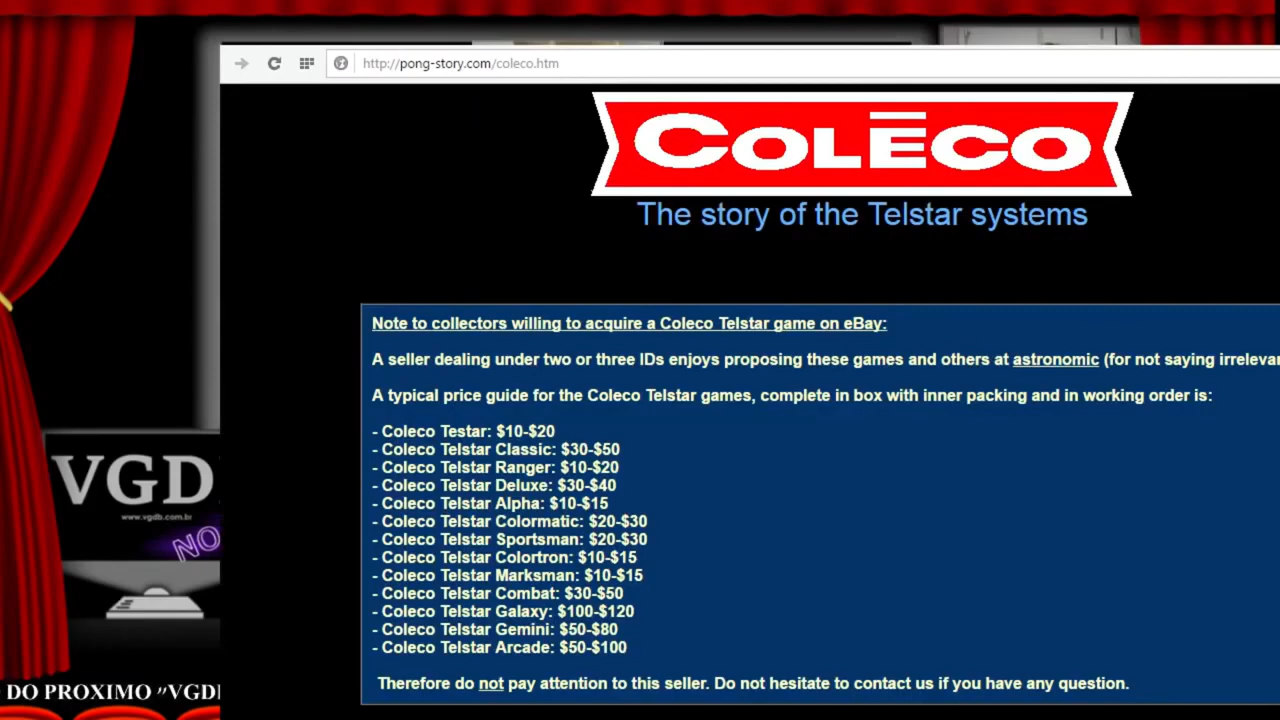 http://pong-story.com/coleco.htm
COLĒCO
The story of the Telstar systems
Note to collectors willing to acquire a Coleco Telstar game on eBay:
A seller dealing under two or three IDs enjoys proposing these games and others at astronomic (for not saying
A typical price guide for the Coleco Telstar games, complete in box with inner packing and in working order is:
- Coleco Testar: $10-$20
- Coleco Telstar Classic: $30-$50
- Coleco Telstar Ranger: $10-$20
- Coleco Telstar Deluxe: $30-$40
- Coleco Telstar Alpha: $10-$15
- Coleco Telstar Colormatic: $20-$30
- Coleco Telstar Sportsman: $20-$30
- Coleco Telstar Colortron: $10-$15
- Coleco Telstar Marksman: $10-$15
- Coleco Telstar Combat: $30-$50
- Coleco Telstar Galaxy: $100-$120
- Coleco Telstar Gemini: $50-$80
- Coleco Telstar Arcade: $50-$100
Therefore do not pay attention to this seller. Do not hesitate to contact us if you have any question.
VGD
www.vgdb.com.br
NO
DO PROXIMO "VGD